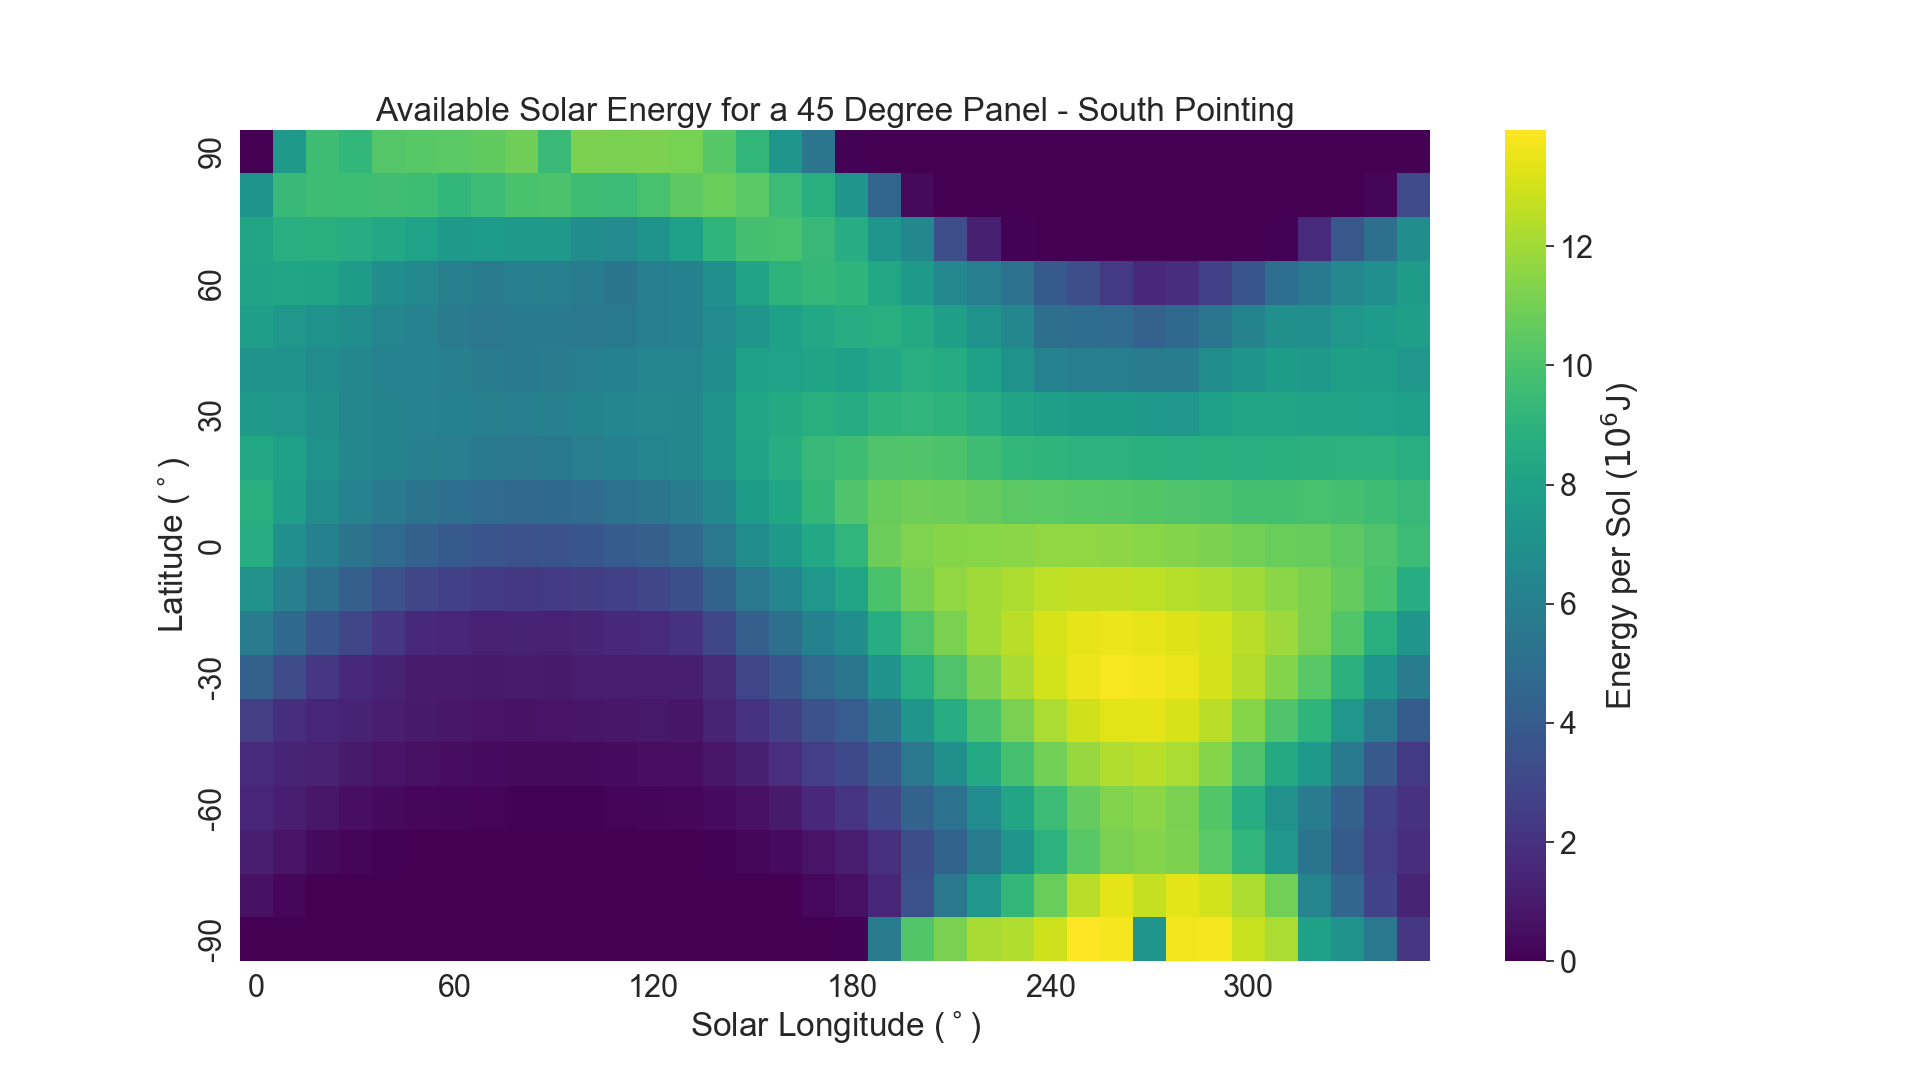 Available Solar Energy for a 45 Degree Panel - South Pointing
90
60
30
0
-30
-60
-90
Latitude (°)
0 60 120 180 240 300
Solar Longitude (°)
12
10
8
6
4
2
0
Energy per Sol (10⁶J)